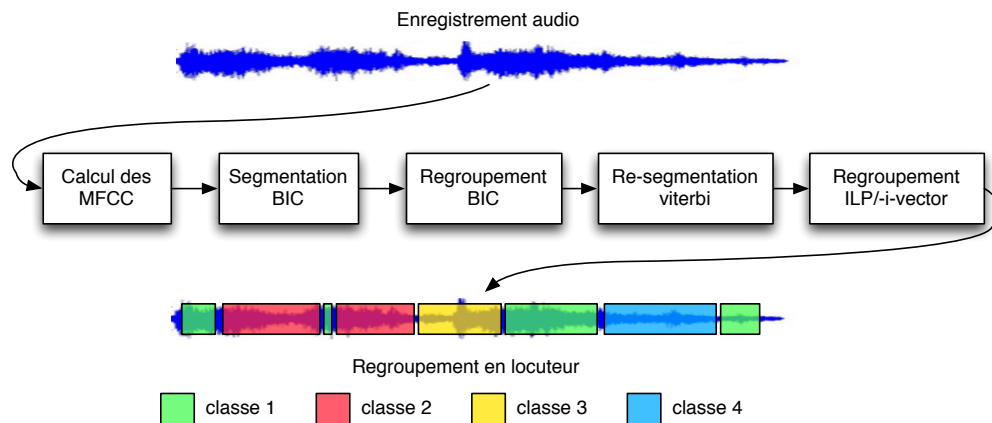 Enregistrement audio
Calcul des
MFCC
Segmentation
BIC
Regroupement
BIC
Re-segmentation
viterbi
Regroupement
ILP/-i-vector
Regroupement en locuteur
classe 1
classe 2
classe 3
classe 4